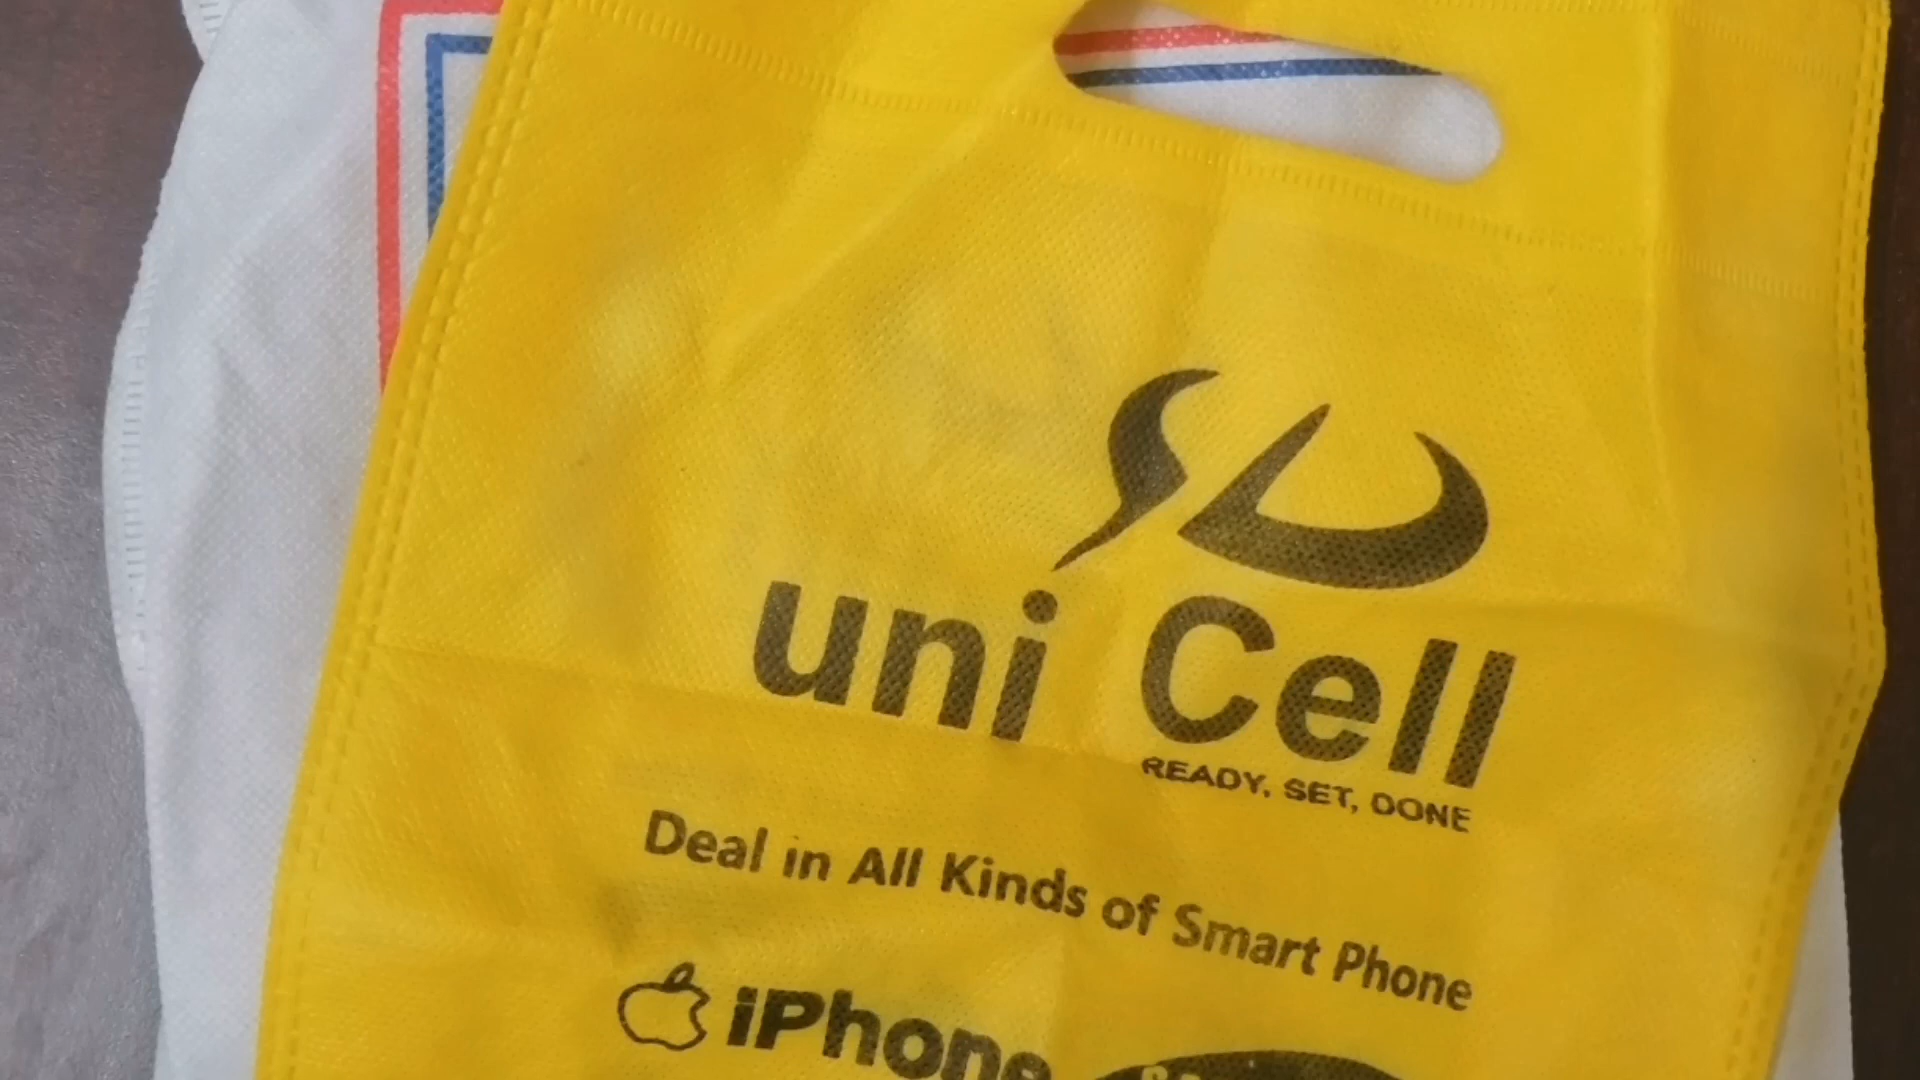 uni Cell
READY, SET, DONE
Deal in All Kinds of Smart Phone
iPhone